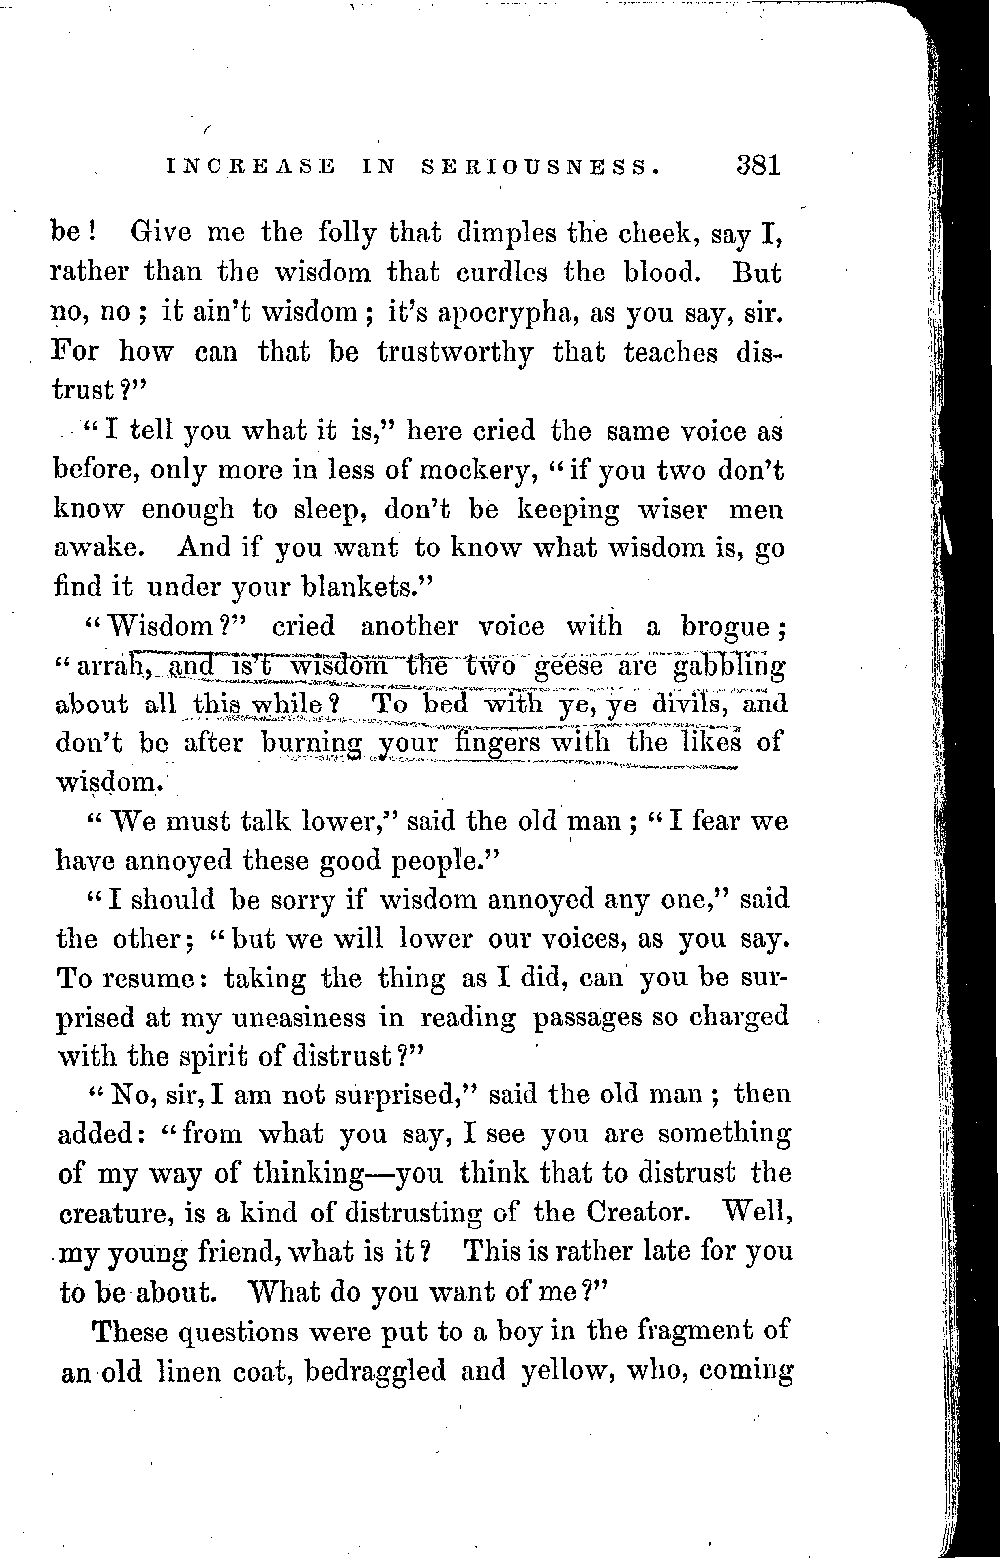 INCREASE IN SERIOUSNESS. 381
be! Give me the folly that dimples the cheek, say I,
rather than the wisdom that curdles the blood. But
no, no; it ain't wisdom; it's apocrypha, as you say, sir.
For how can that be trustworthy that teaches dis-
trust?"
"I tell you what it is," here cried the same voice as
before, only more in less of mockery, "if you two don't
know enough to sleep, don't be keeping wiser men
awake. And if you want to know what wisdom is, go
find it under your blankets."
"Wisdom?" cried another voice with a brogue;
"arrah, and is't wisdom the two geese are gabbling
about all this while? To bed with ye, ye divils, and
don't be after burning your fingers with the likes of
wisdom.
"We must talk lower," said the old man; "I fear we
have annoyed these good people."
"I should be sorry if wisdom annoyed any one," said
the other; "but we will lower our voices, as you say.
To resume: taking the thing as I did, can you be sur-
prised at my uneasiness in reading passages so charged
with the spirit of distrust?"
"No, sir, I am not surprised," said the old man; then
added: "from what you say, I see you are something
of my way of thinking—you think that to distrust the
creature, is a kind of distrusting of the Creator. Well,
my young friend, what is it? This is rather late for you
to be about. What do you want of me?"
These questions were put to a boy in the fragment of
an old linen coat, bedraggled and yellow, who, coming